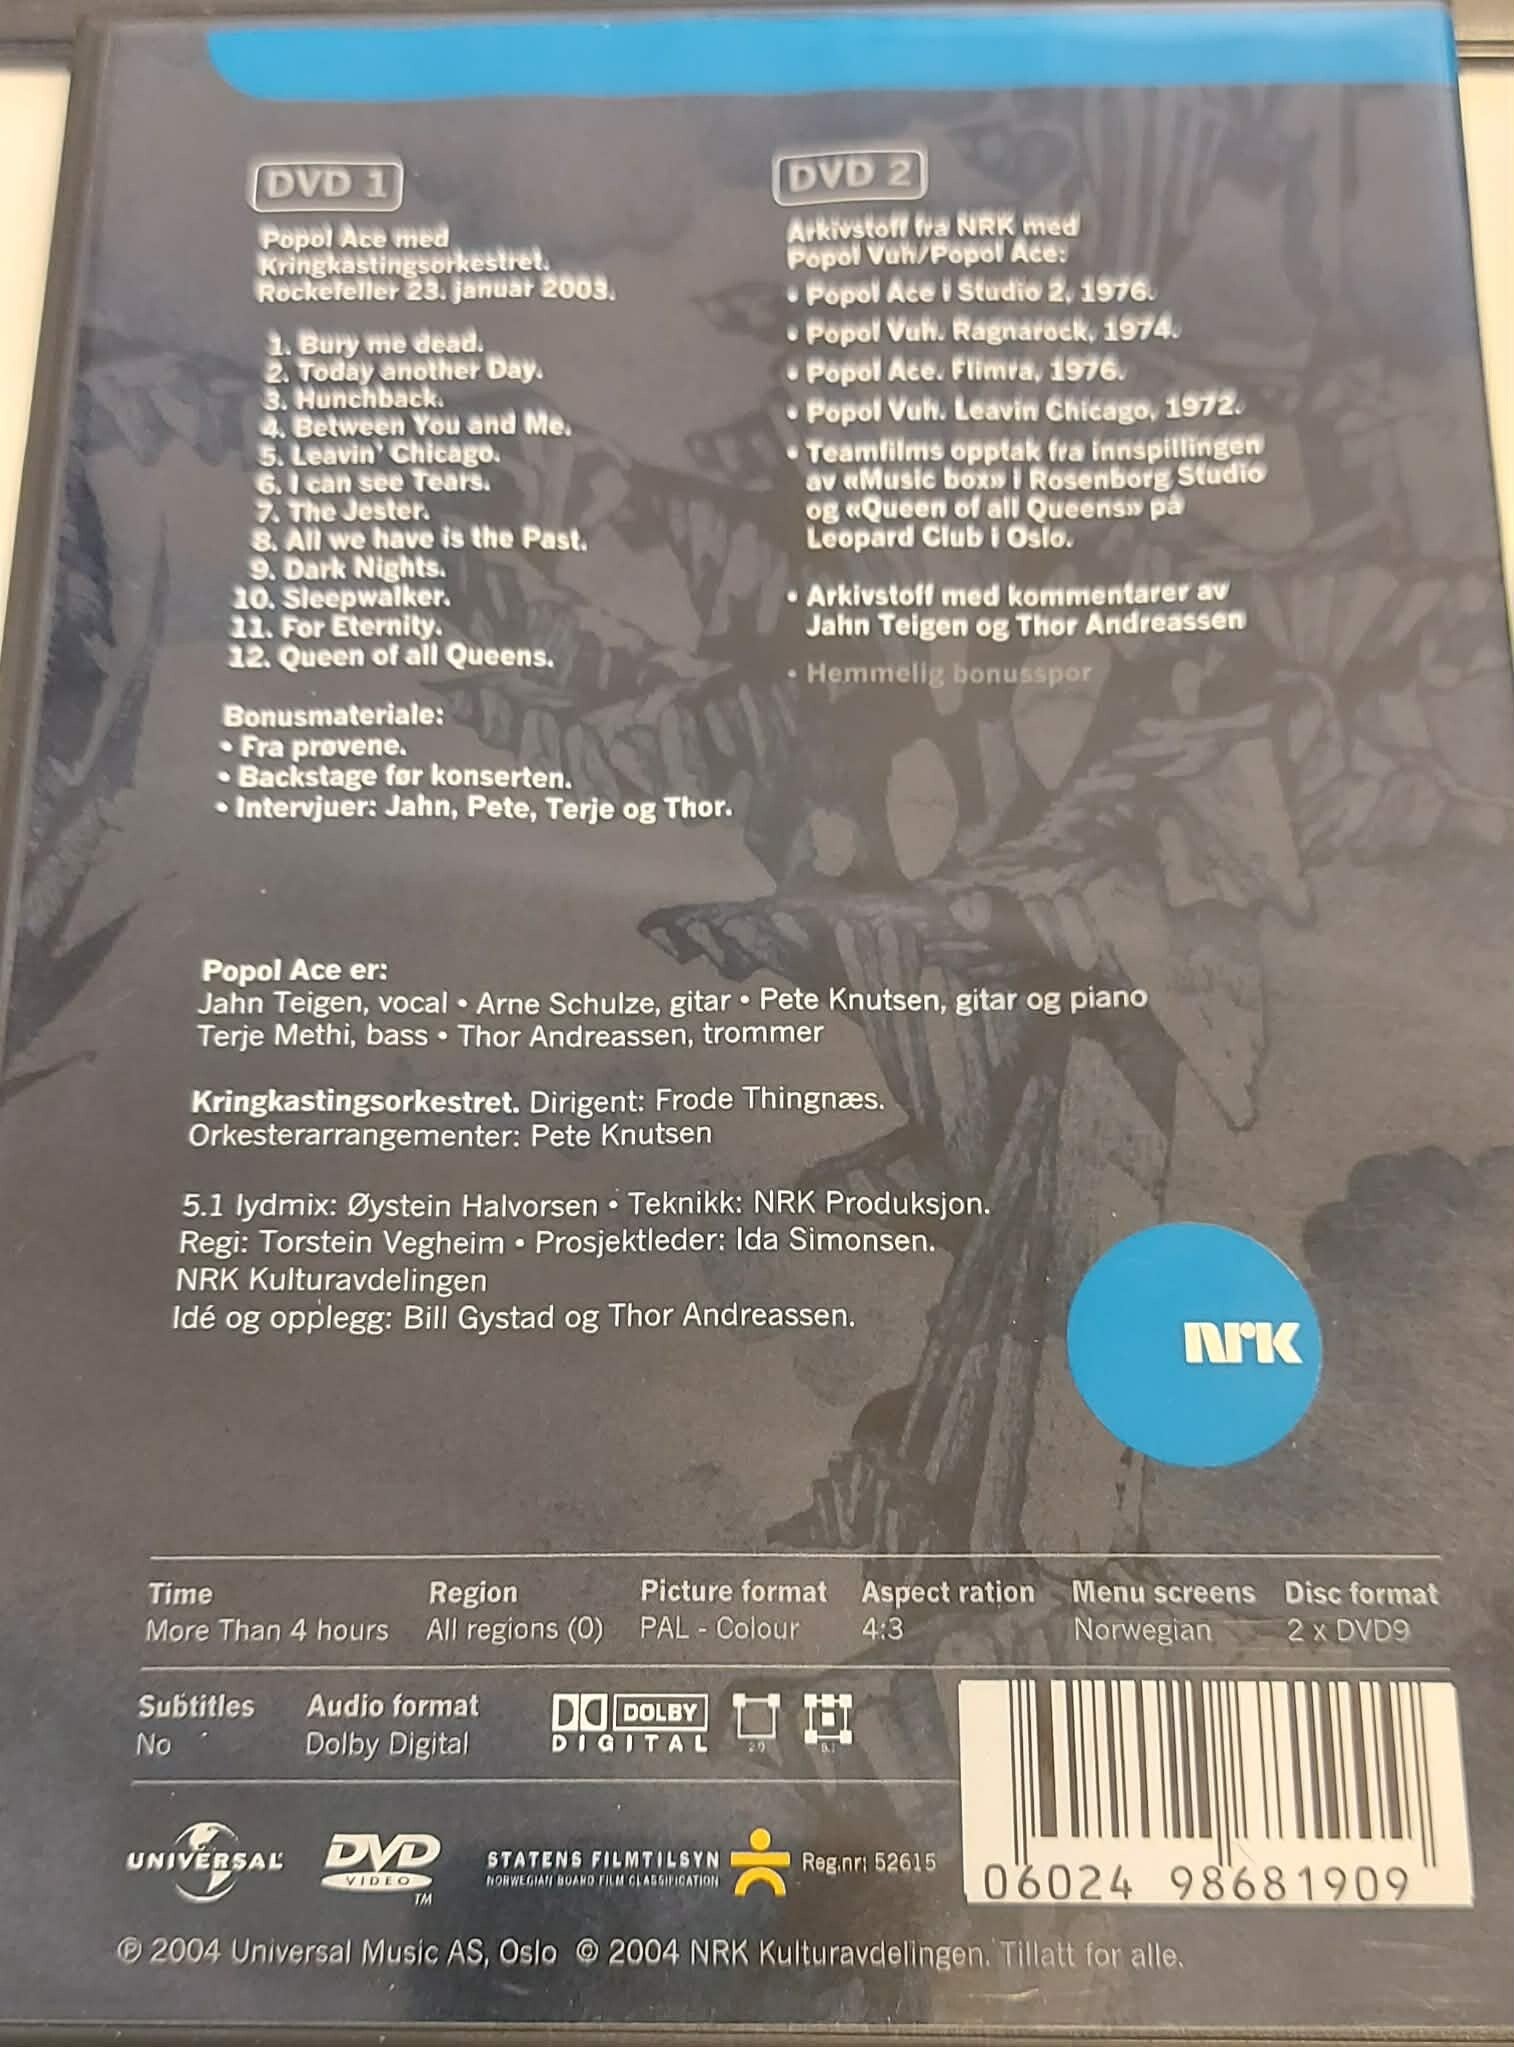 DVD 1
Popol Ace med
Kringkastingsorkestret.
Rockefeller 23. januar 2003.
1. Bury me dead.
2. Today another Day.
3. Hunchback.
4. Between You and Me.
5. Leavin' Chicago.
6. I can see Tears.
7. The Jester.
8. All we have is the Past.
9. Dark Nights.
10. Sleepwalker.
11. For Eternity.
12. Queen of all Queens.
Bonusmateriale:
• Fra prøvene.
• Backstage før konserten.
• Intervjuer: Jahn, Pete, Terje og Thor.
DVD 2
Arkivstoff fra NRK med
Popol Vuh/Popol Ace:
• Popol Ace i Studio 2, 1976.
• Popol Vuh. Ragnarock, 1974.
• Popol Ace. Flimra, 1976.
• Popol Vuh. Leavin Chicago, 1972.
• Teamfilms opptak fra innspillingen
av «Music box» i Rosenborg Studio
og «Queen of all Queens» på
Leopard Club i Oslo.
• Arkivstoff med kommentarer av
Jahn Teigen og Thor Andreassen
• Hemmelig bonusspor
Popol Ace er:
Jahn Teigen, vocal • Arne Schulze, gitar • Pete Knutsen, gitar og piano
Terje Methi, bass • Thor Andreassen, trommer
Kringkastingsorkestret. Dirigent: Frode Thingnæs.
Orkesterarrangementer: Pete Knutsen
5.1 lydmix: Øystein Halvorsen • Teknikk: NRK Produksjon.
Regi: Torstein Vegheim • Prosjektleder: Ida Simonsen.
NRK Kulturavdelingen
Idé og opplegg: Bill Gystad og Thor Andreassen.
NRK
Time Region Picture format Aspect ration Menu screens Disc format
More Than 4 hours All regions (0) PAL - Colour 4:3 Norwegian 2 x DVD9
Subtitles Audio format
No Dolby Digital
DOLBY
DIGITAL
2.0 5.1
UNIVERSAL
DVD
VIDEO
TM
STATENS FILMTILSYN
NORWEGIAN BOARD FILM CLASSIFICATION
Reg.nr: 52615
06024 98681909
℗ 2004 Universal Music AS, Oslo © 2004 NRK Kulturavdelingen. Tillatt for alle.